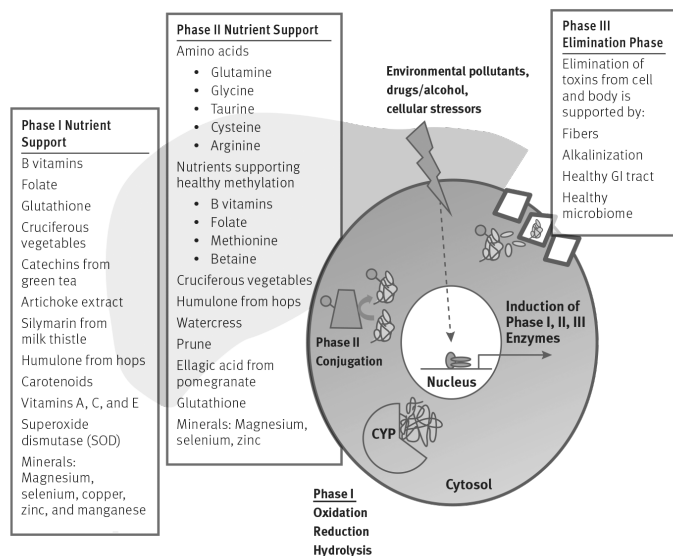 Phase I Nutrient
Support
B vitamins
Folate
Glutathione
Cruciferous
vegetables
Catechins from
green tea
Artichoke extract
Silymarin from
milk thistle
Humulone from hops
Carotenoids
Vitamins A, C, and E
Superoxide
dismutase (SOD)
Minerals:
Magnesium,
selenium, copper,
zinc, and manganese
Phase II Nutrient Support
Amino acids
• Glutamine
• Glycine
• Taurine
• Cysteine
• Arginine
Nutrients supporting
healthy methylation
• B vitamins
• Folate
• Methionine
• Betaine
Cruciferous vegetables
Humulone from hops
Watercress
Prune
Ellagic acid from
pomegranate
Glutathione
Minerals: Magnesium,
selenium, zinc
Environmental pollutants,
drugs/alcohol,
cellular stressors
Phase III
Elimination Phase
Elimination of
toxins from cell
and body is
supported by:
Fibers
Alkalinization
Healthy GI tract
Healthy
microbiome
Induction of
Phase I, II, III
Enzymes
Phase II
Conjugation
Nucleus
CYP
Cytosol
Phase I
Oxidation
Reduction
Hydrolysis